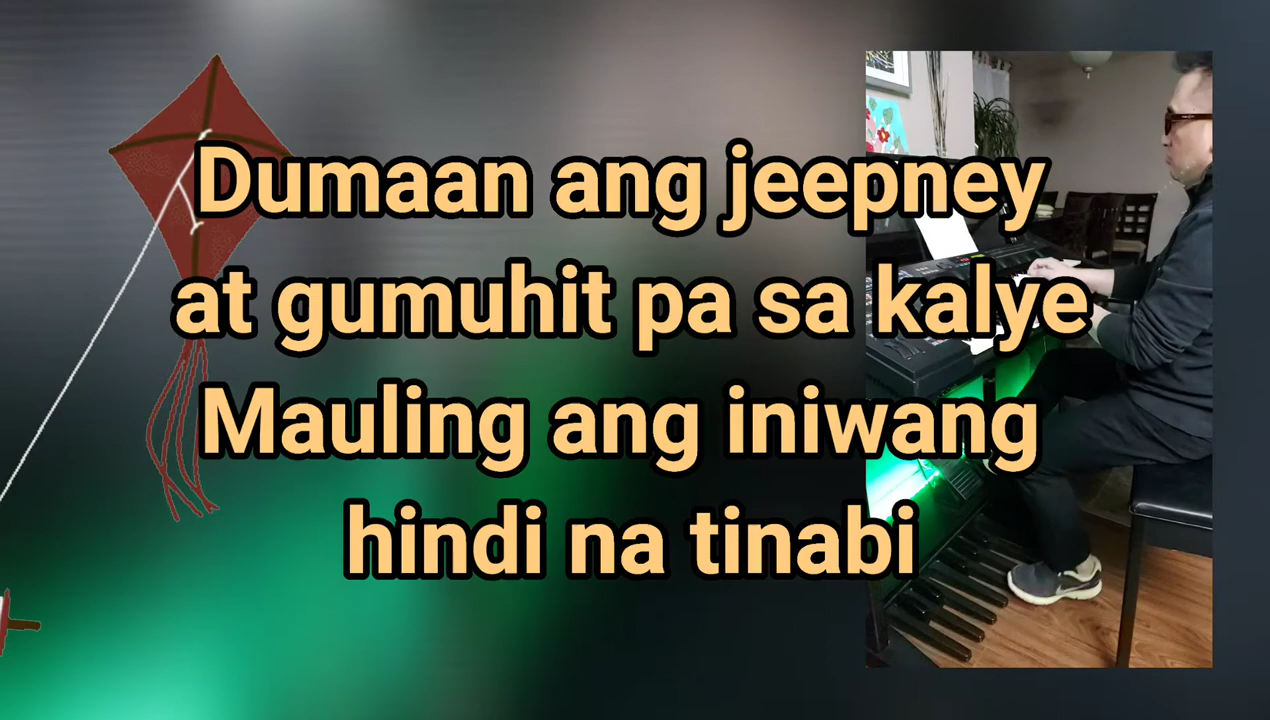 Dumaan ang jeepney
at gumuhit pa sa kalye
Mauling ang iniwang
hindi na tinabi